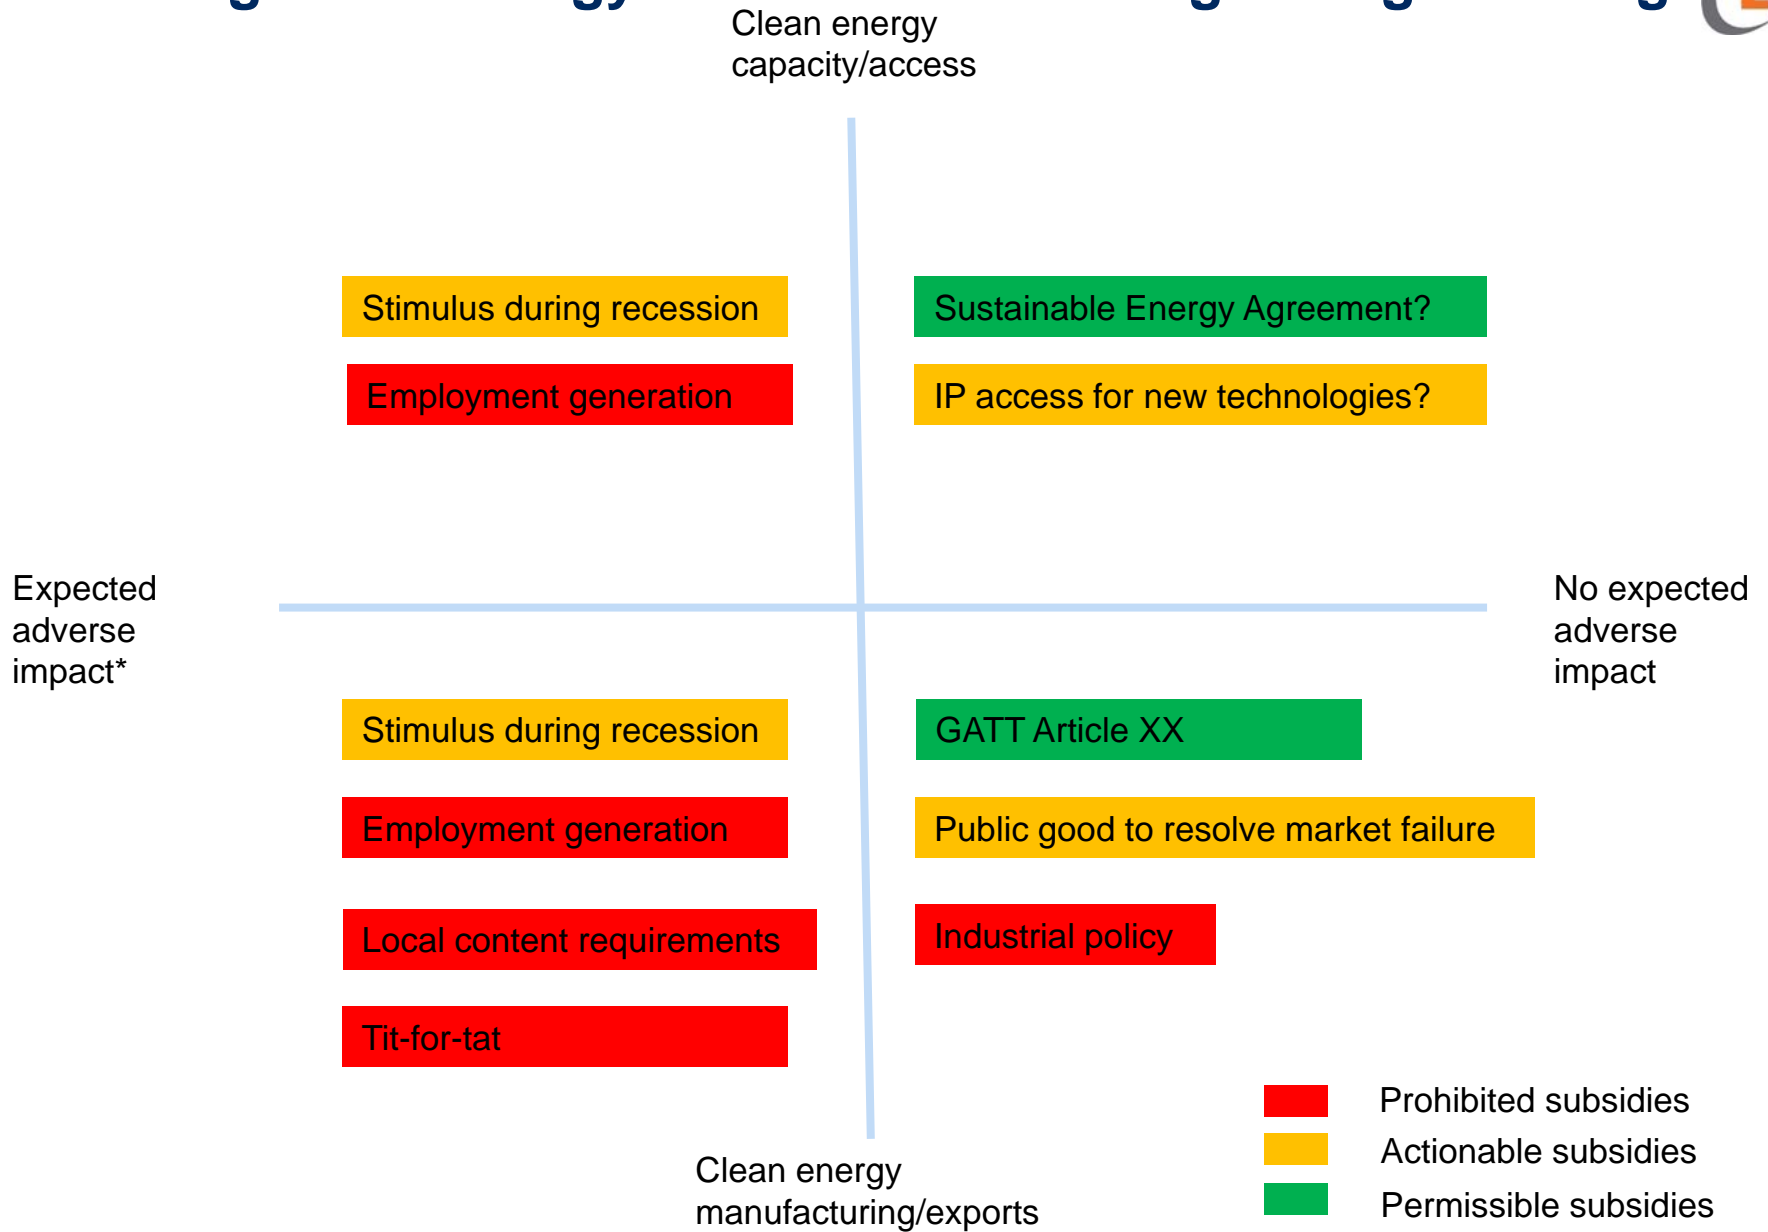 Clean energy
capacity/access
Stimulus during recession
Sustainable Energy Agreement?
Employment generation
IP access for new technologies?
Expected
adverse
impact*
No expected
adverse
impact
Stimulus during recession
GATT Article XX
Employment generation
Public good to resolve market failure
Local content requirements
Industrial policy
Tit-for-tat
Prohibited subsidies
Actionable subsidies
Permissible subsidies
Clean energy
manufacturing/exports